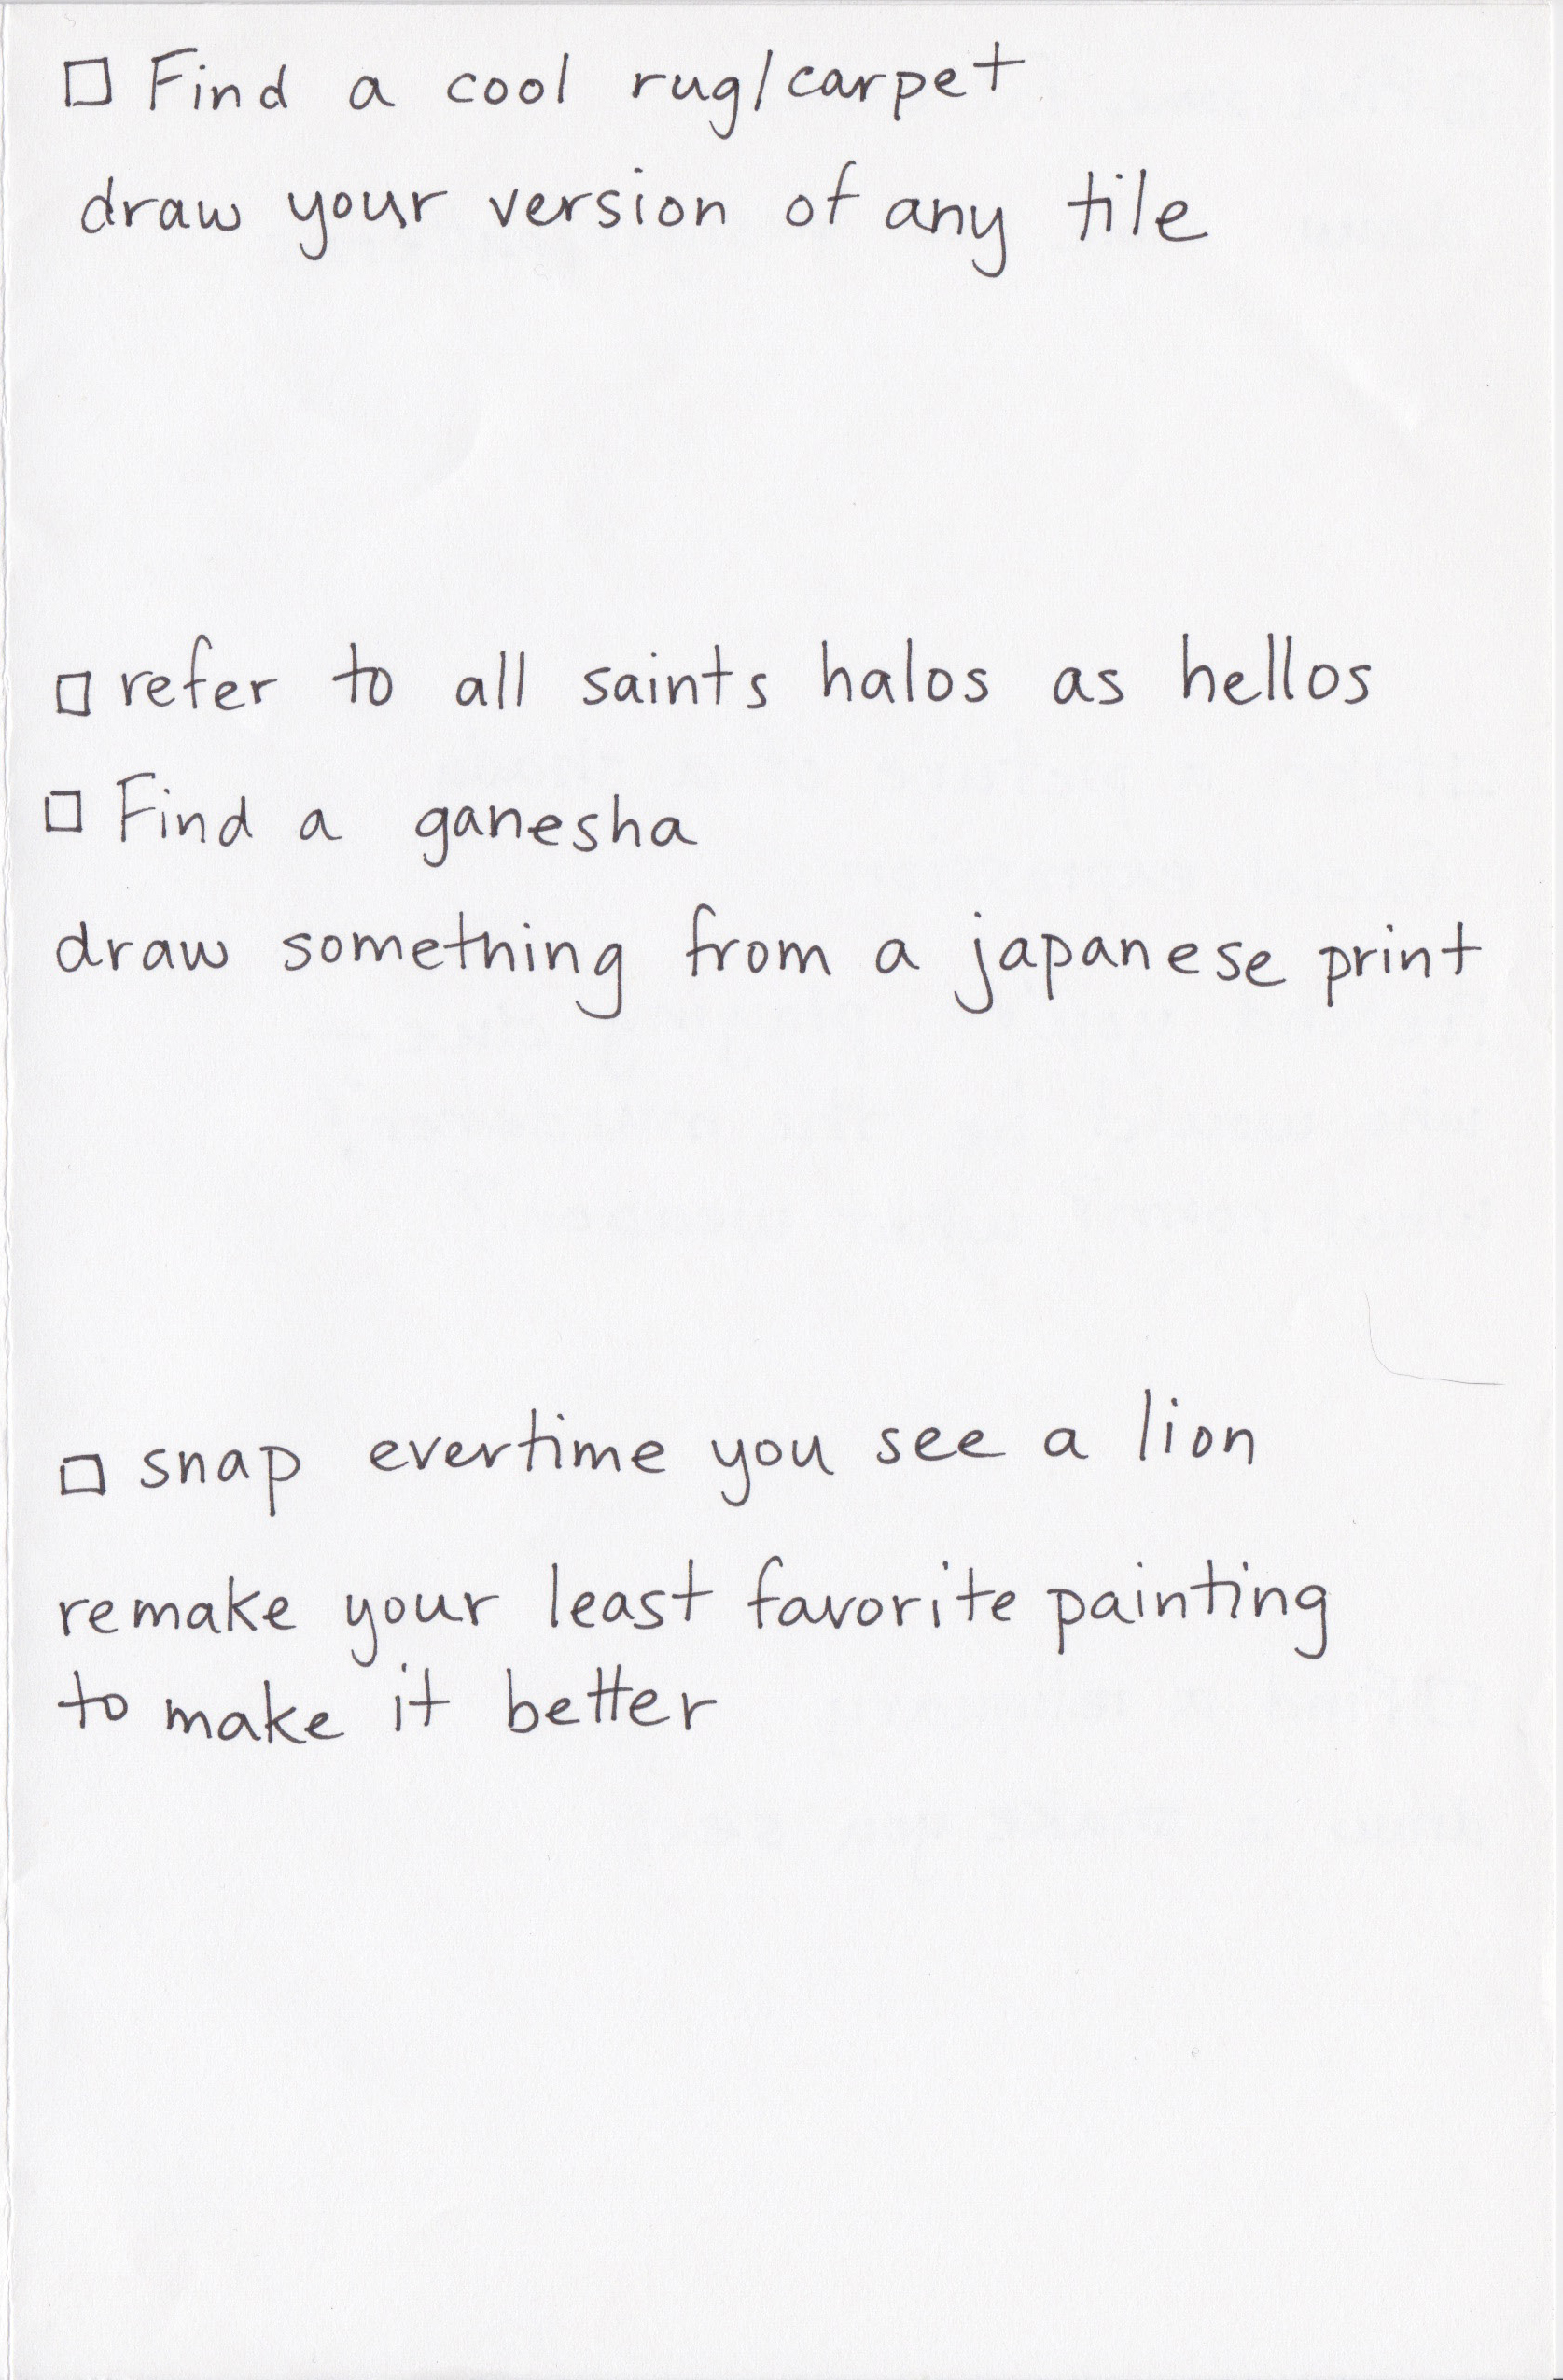 ☐ Find a cool rug/carpet
draw your version of any tile
☐ refer to all saints halos as hellos
☐ Find a ganesha
draw something from a japanese print
☐ snap evertime you see a lion
remake your least favorite painting
to make it better